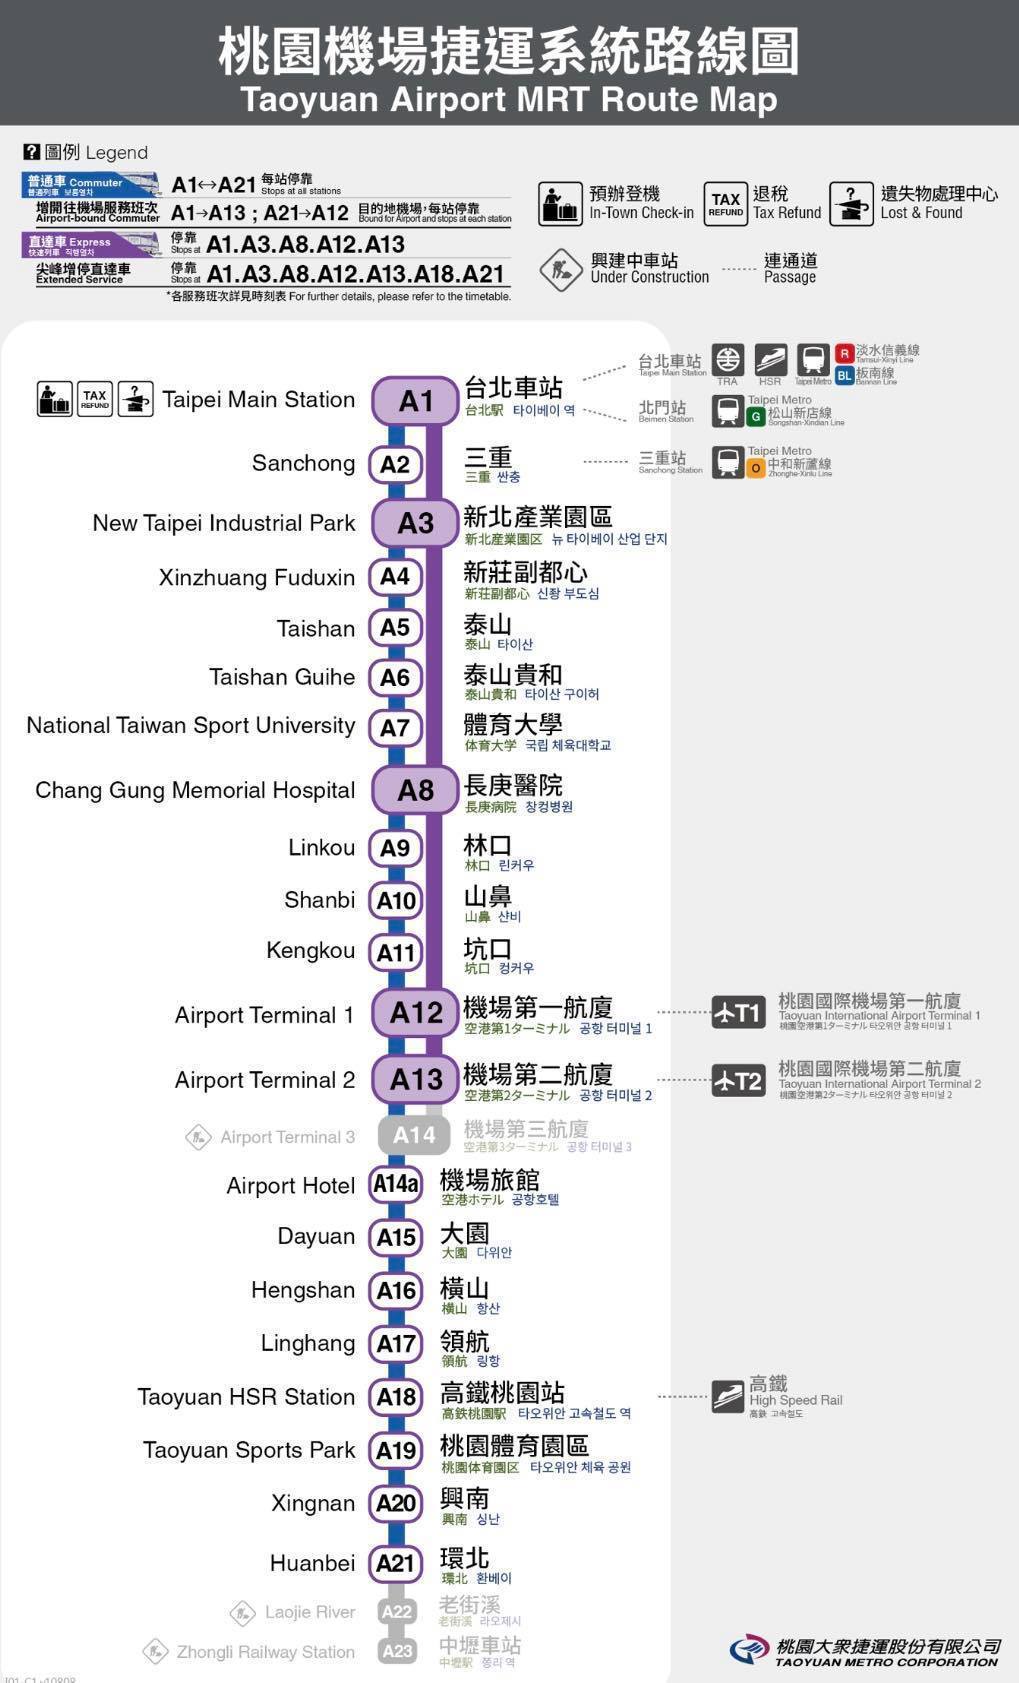 桃園機場捷運系統路線圖
Taoyuan Airport MRT Route Map
? 圖例 Legend
普通車 Commuter
普通列車 보통열차
A1↔A21 每站停靠
Stops at all stations
增開往機場服務班次
Airport-bound Commuter
A1→A13 ; A21→A12 目的地機場,每站停靠
Bound for Airport and stops at each station
直達車 Express
快速列車 직행열차
停靠
Stops at A1.A3.A8.A12.A13
尖峰增停直達車
Extended Service
停靠
Stops at A1.A3.A8.A12.A13.A18.A21
*各服務班次詳見時刻表 For further details, please refer to the timetable.
預辦登機
In-Town Check-in
TAX
REFUND
退稅
Tax Refund
?
遺失物處理中心
Lost & Found
興建中車站
Under Construction
連通道
Passage
TAX
REFUND
?
Taipei Main Station A1 台北車站
台北駅 타이베이 역
台北車站
Taipei Main Station
TRA HSR Taipei Metro
R 淡水信義線
Tamsui-Xinyi Line
BL 板南線
Bannan Line
北門站
Beimen Station
Taipei Metro
G 松山新店線
Songshan-Xindian Line
Sanchong A2 三重
三重 싼충
三重站
Sanchong Station
Taipei Metro
O 中和新蘆線
Zhonghe-Xinlu Line
New Taipei Industrial Park A3 新北產業園區
新北産業園区 뉴 타이베이 산업 단지
Xinzhuang Fuduxin A4 新莊副都心
新荘副都心 신좡 부도심
Taishan A5 泰山
泰山 타이산
Taishan Guihe A6 泰山貴和
泰山貴和 타이산 구이허
National Taiwan Sport University A7 體育大學
体育大学 국립 체육대학교
Chang Gung Memorial Hospital A8 長庚醫院
長庚病院 창겅병원
Linkou A9 林口
林口 린커우
Shanbi A10 山鼻
山鼻 샨비
Kengkou A11 坑口
坑口 컹커우
Airport Terminal 1 A12 機場第一航廈
空港第1ターミナル 공항 터미널 1
T1 桃園國際機場第一航廈
Taoyuan International Airport Terminal 1
桃園空港第1ターミナル 타오위안 공항 터미널 1
Airport Terminal 2 A13 機場第二航廈
空港第2ターミナル 공항 터미널 2
T2 桃園國際機場第二航廈
Taoyuan International Airport Terminal 2
桃園空港第2ターミナル 타오위안 공항 터미널 2
Airport Terminal 3 A14 機場第三航廈
空港第3ターミナル 공항 터미널 3
Airport Hotel A14a 機場旅館
空港ホテル 공항호텔
Dayuan A15 大園
大園 다위안
Hengshan A16 橫山
横山 헝산
Linghang A17 領航
領航 링항
Taoyuan HSR Station A18 高鐵桃園站
高鉄桃園駅 타오위안 고속철도 역
高鐵
High Speed Rail
高鉄 고속철도
Taoyuan Sports Park A19 桃園體育園區
桃園体育園区 타오위안 체육 공원
Xingnan A20 興南
興南 싱난
Huanbei A21 環北
環北 환베이
Laojie River A22 老街溪
老街溪 라오제시
Zhongli Railway Station A23 中壢車站
中壢駅 쭝리 역
桃園大眾捷運股份有限公司
TAOYUAN METRO CORPORATION